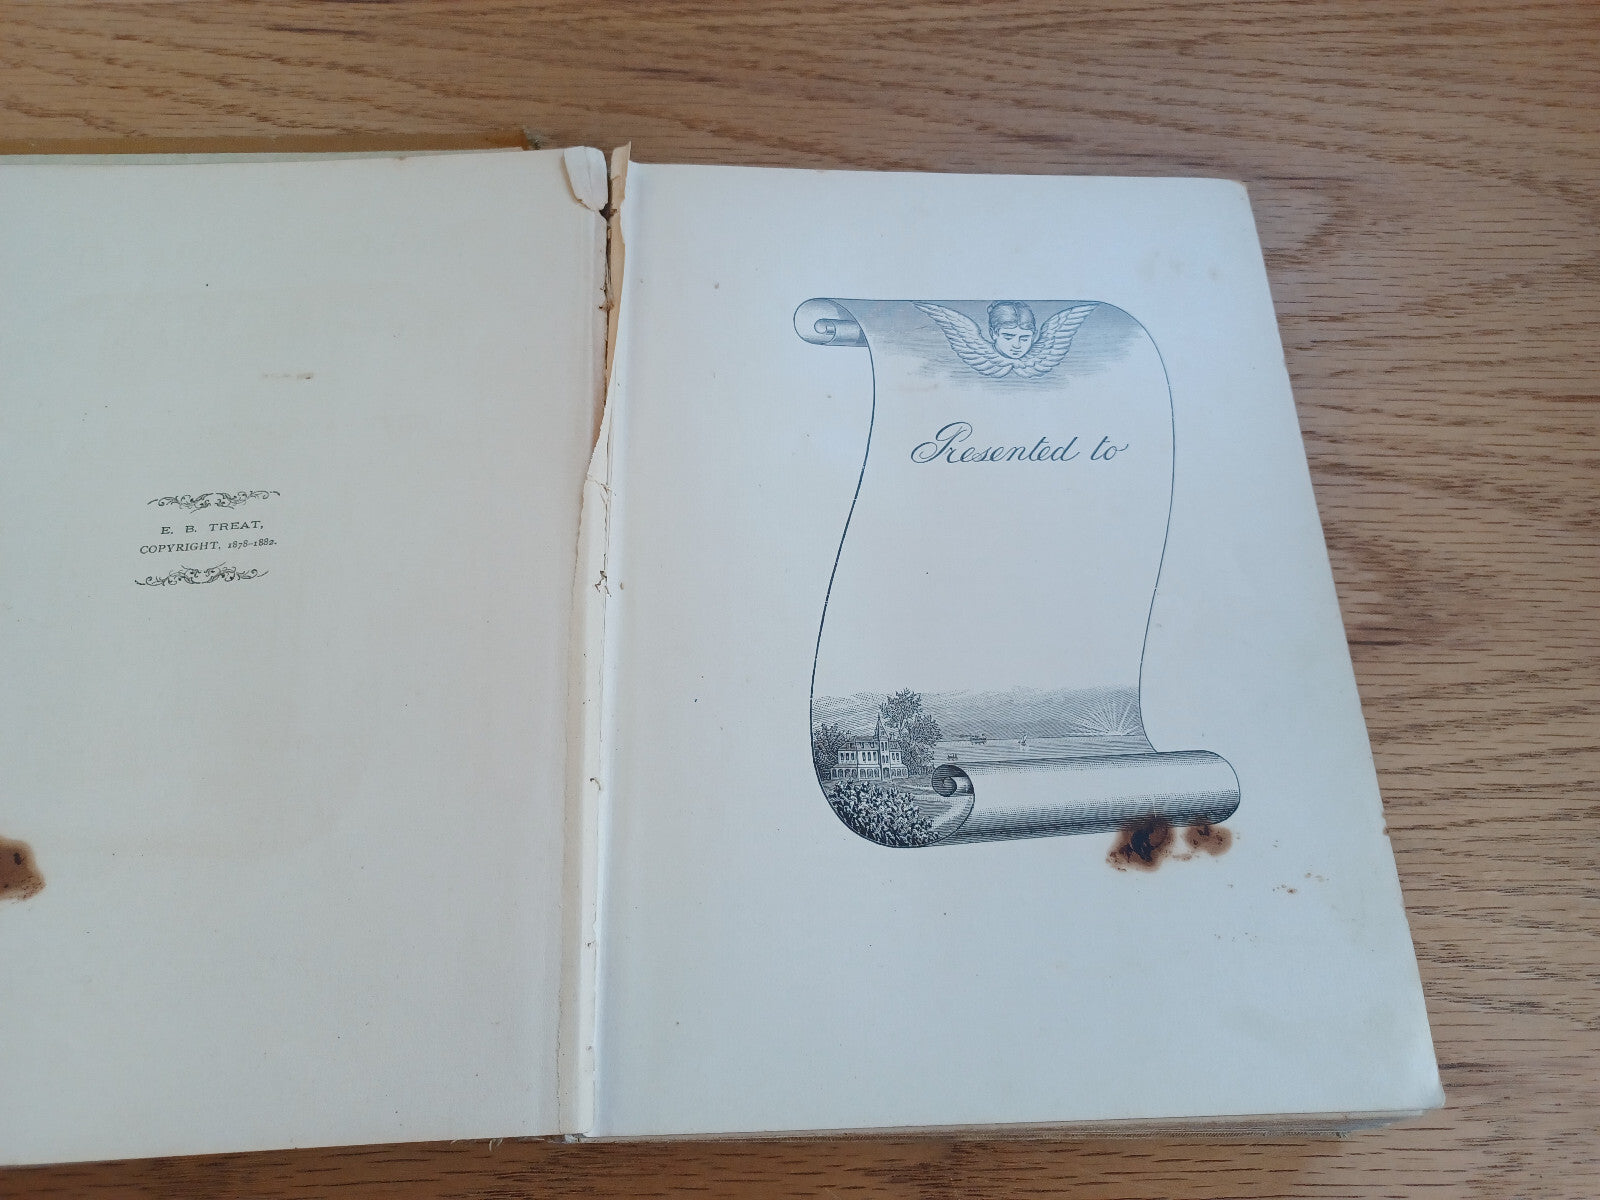 E. B. TREAT,
COPYRIGHT, 1878-1882.
Presented to